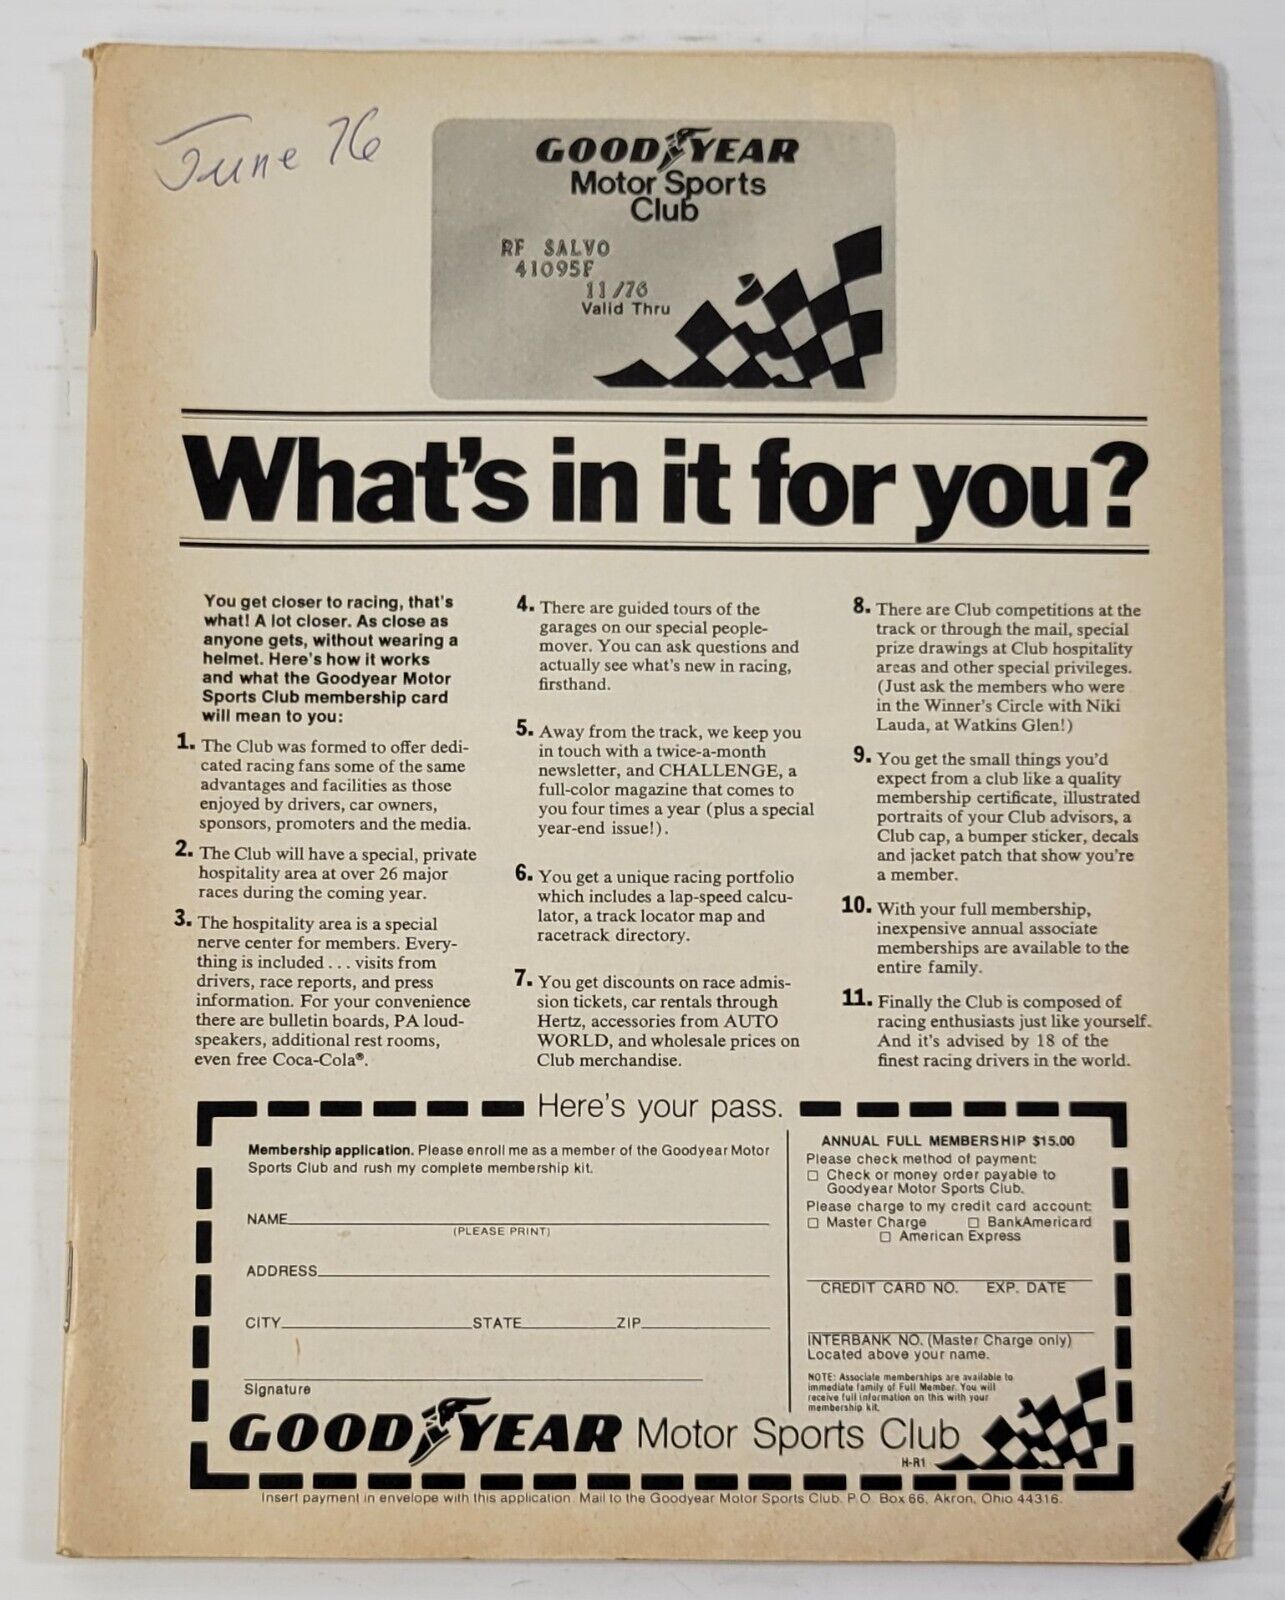 June 76
GOODYEAR
Motor Sports
Club
RF SALVO
41095F
11/76
Valid Thru
What's in it for you?
You get closer to racing, that's
what! A lot closer. As close as
anyone gets, without wearing a
helmet. Here's how it works
and what the Goodyear Motor
Sports Club membership card
will mean to you:
1. The Club was formed to offer dedi-
cated racing fans some of the same
advantages and facilities as those
enjoyed by drivers, car owners,
sponsors, promoters and the media.
2. The Club will have a special, private
hospitality area at over 26 major
races during the coming year.
3. The hospitality area is a special
nerve center for members. Every-
thing is included . . . visits from
drivers, race reports, and press
information. For your convenience
there are bulletin boards, PA loud-
speakers, additional rest rooms,
even free Coca-Cola®.
4. There are guided tours of the
garages on our special people-
mover. You can ask questions and
actually see what's new in racing,
firsthand.
5. Away from the track, we keep you
in touch with a twice-a-month
newsletter, and CHALLENGE, a
full-color magazine that comes to
you four times a year (plus a special
year-end issue!).
6. You get a unique racing portfolio
which includes a lap-speed calcu-
lator, a track locator map and
racetrack directory.
7. You get discounts on race admis-
sion tickets, car rentals through
Hertz, accessories from AUTO
WORLD, and wholesale prices on
Club merchandise.
8. There are Club competitions at the
track or through the mail, special
prize drawings at Club hospitality
areas and other special privileges.
(Just ask the members who were
in the Winner's Circle with Niki
Lauda, at Watkins Glen!)
9. You get the small things you'd
expect from a club like a quality
membership certificate, illustrated
portraits of your Club advisors, a
Club cap, a bumper sticker, decals
and jacket patch that show you're
a member.
10. With your full membership,
inexpensive annual associate
memberships are available to the
entire family.
11. Finally the Club is composed of
racing enthusiasts just like yourself.
And it's advised by 18 of the
finest racing drivers in the world.
Here's your pass.
Membership application. Please enroll me as a member of the Goodyear Motor
Sports Club and rush my complete membership kit.
NAME
(PLEASE PRINT)
ADDRESS
CITY STATE ZIP
Signature
ANNUAL FULL MEMBERSHIP $15.00
Please check method of payment:
☐ Check or money order payable to
Goodyear Motor Sports Club.
Please charge to my credit card account:
☐ Master Charge ☐ BankAmericard
☐ American Express
CREDIT CARD NO. EXP. DATE
INTERBANK NO. (Master Charge only)
Located above your name.
NOTE: Associate memberships are available to
immediate family of Full Member. You will
receive full information on this with your
membership kit.
GOODYEAR Motor Sports Club
H-R1
Insert payment in envelope with this application. Mail to the Goodyear Motor Sports Club. P.O. Box 66, Akron, Ohio 44316.